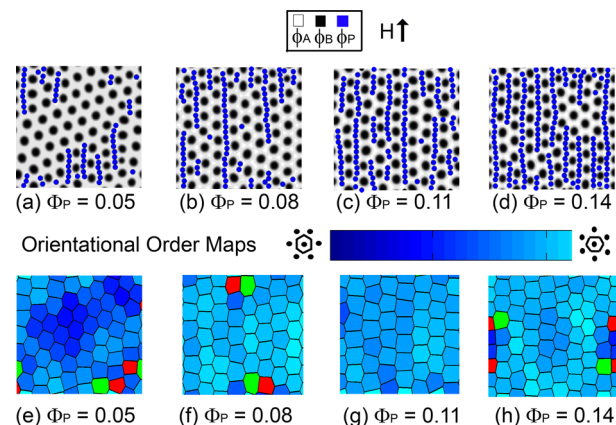 ϕA ϕB ϕP H
(a) ΦP = 0.05 (b) ΦP = 0.08 (c) ΦP = 0.11 (d) ΦP = 0.14
Orientational Order Maps
(e) ΦP = 0.05 (f) ΦP = 0.08 (g) ΦP = 0.11 (h) ΦP = 0.14